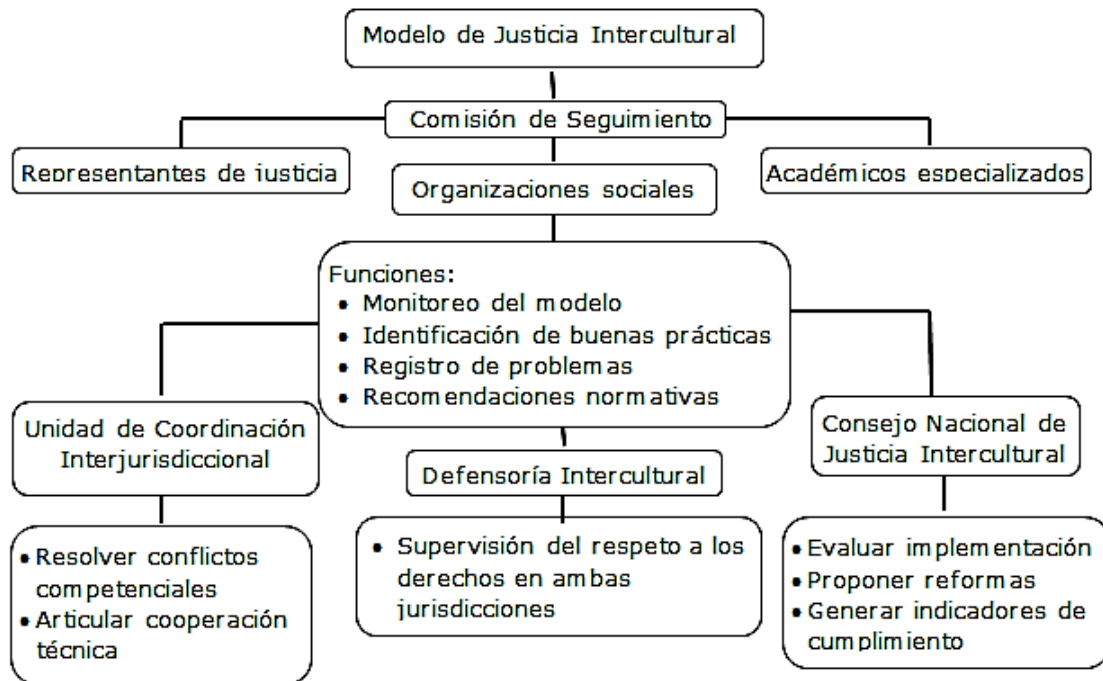 Modelo de Justicia Intercultural
Comisión de Seguimiento
Representantes de justicia
Organizaciones sociales
Académicos especializados
Funciones:
• Monitoreo del modelo
• Identificación de buenas prácticas
• Registro de problemas
• Recomendaciones normativas
Unidad de Coordinación
Interjurisdiccional
Defensoría Intercultural
Consejo Nacional de
Justicia Intercultural
• Resolver conflictos
competenciales
• Articular cooperación
técnica
• Supervisión del respeto a los
derechos en ambas
jurisdicciones
• Evaluar implementación
• Proponer reformas
• Generar indicadores de
cumplimiento